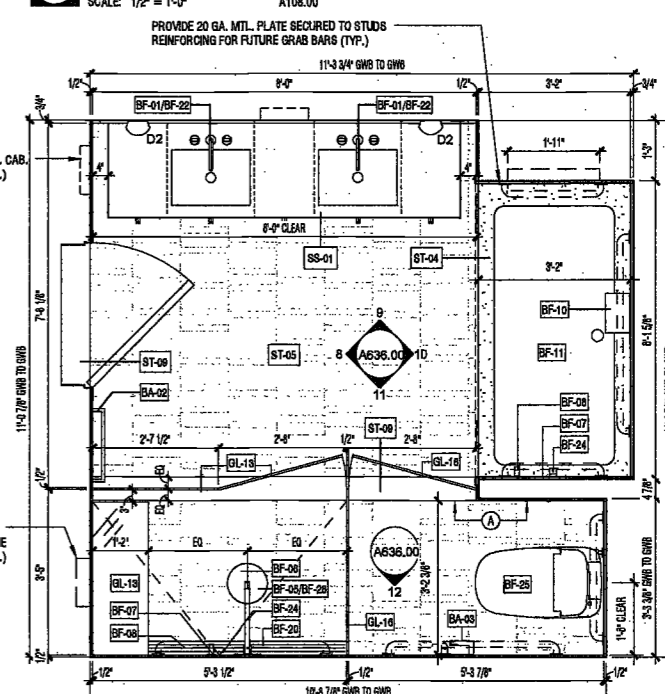 SCALE: 1/2" = 1'-0"
A108.00
PROVIDE 20 GA. MTL. PLATE SECURED TO STUDS
REINFORCING FOR FUTURE GRAB BARS (TYP.)
11'-3 3/4" GWB TO GWB
1/2"
8'-0"
1/2"
3'-2"
3/4"
3/4"
BF-01/BF-22
BF-01/BF-22
D2
D2
CAB.
4"
4"
1'-11"
1'-3"
8'-0" CLEAR
SS-01
ST-04
3'-2"
BF-10
BF-11
9
8
A636.00
10
11
ST-09
ST-05
BA-02
7'-6 1/8"
11'-0 7/8" GWB TO GWB
8'-1 5/8"
BF-08
BF-07
BF-24
2'-7 1/2"
2'-8"
1/2"
ST-09
2'-8"
GL-13
GL-16
1/2"
EQ
EQ
3"
4 7/8"
A
1'-2"
EQ
EQ
A636.00
12
3'-2 3/8"
GL-13
BF-06
BF-05/BF-26
BF-07
BF-24
BF-08
BF-20
GL-16
BA-03
BF-25
3'-5"
3'-3 3/8" GWB TO GWB
1'-6" CLEAR
1/2"
1/2"
1/2"
5'-3 1/2"
1/2"
5'-3 7/8"
1/2"
10'-8 7/8" GWB TO GWB